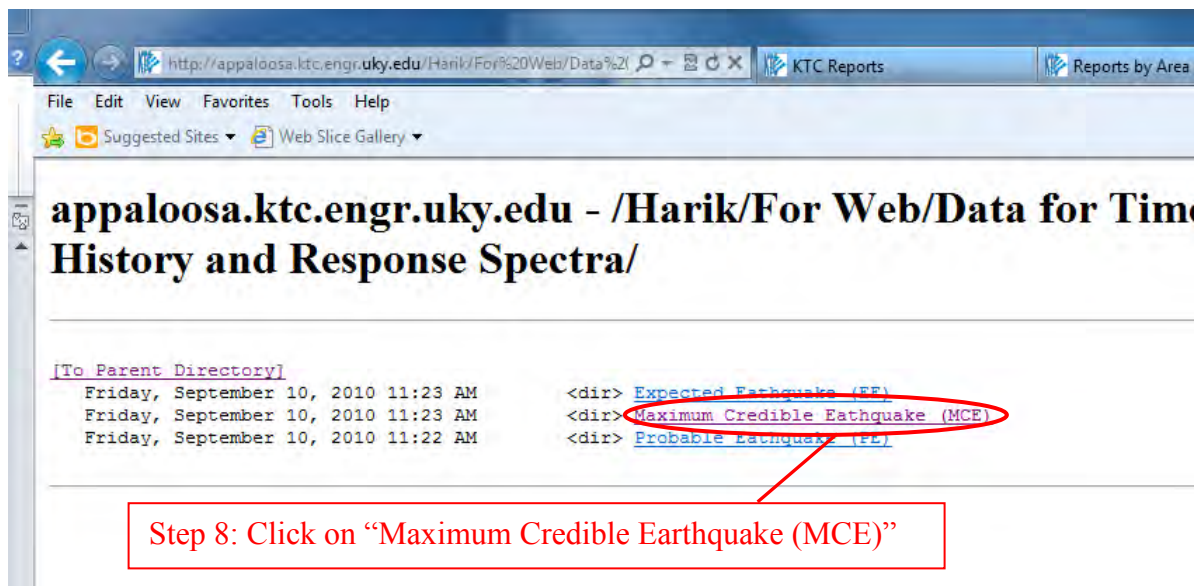 ?
http://appaloosa.ktc.engr.uky.edu/Harik/For%20Web/Data%2(
KTC Reports
Reports by Area
File Edit View Favorites Tools Help
Suggested Sites Web Slice Gallery
appaloosa.ktc.engr.uky.edu - /Harik/For Web/Data for Time
History and Response Spectra/
[To Parent Directory]
Friday, September 10, 2010 11:23 AM <dir> Expected Eathquake (EE)
Friday, September 10, 2010 11:23 AM <dir> Maximum Credible Eathquake (MCE)
Friday, September 10, 2010 11:22 AM <dir> Probable Eathquake (PE)
Step 8: Click on “Maximum Credible Earthquake (MCE)”